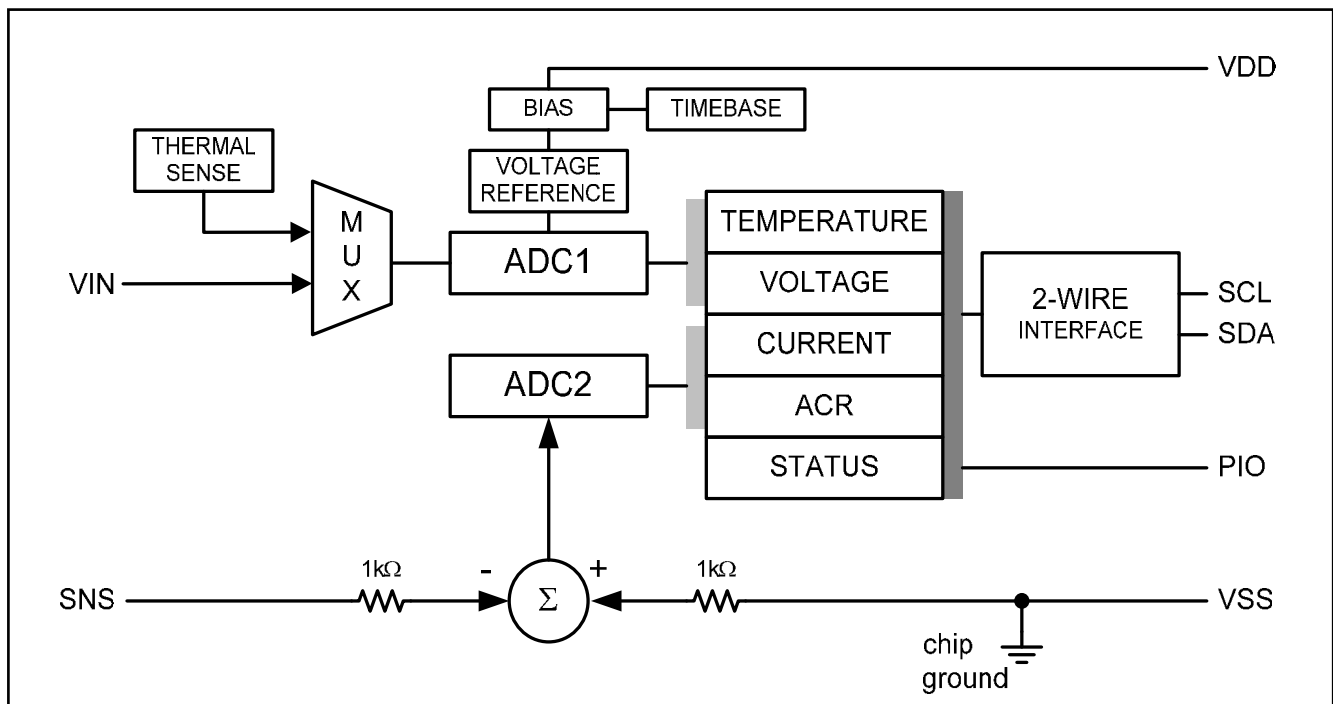 VDD
BIAS
TIMEBASE
THERMAL
SENSE
VOLTAGE
REFERENCE
M
U
X
ADC1
VIN
TEMPERATURE
VOLTAGE
CURRENT
ACR
STATUS
2-WIRE
INTERFACE
SCL
SDA
ADC2
PIO
1kΩ
-
Σ
+
1kΩ
SNS
VSS
chip
ground